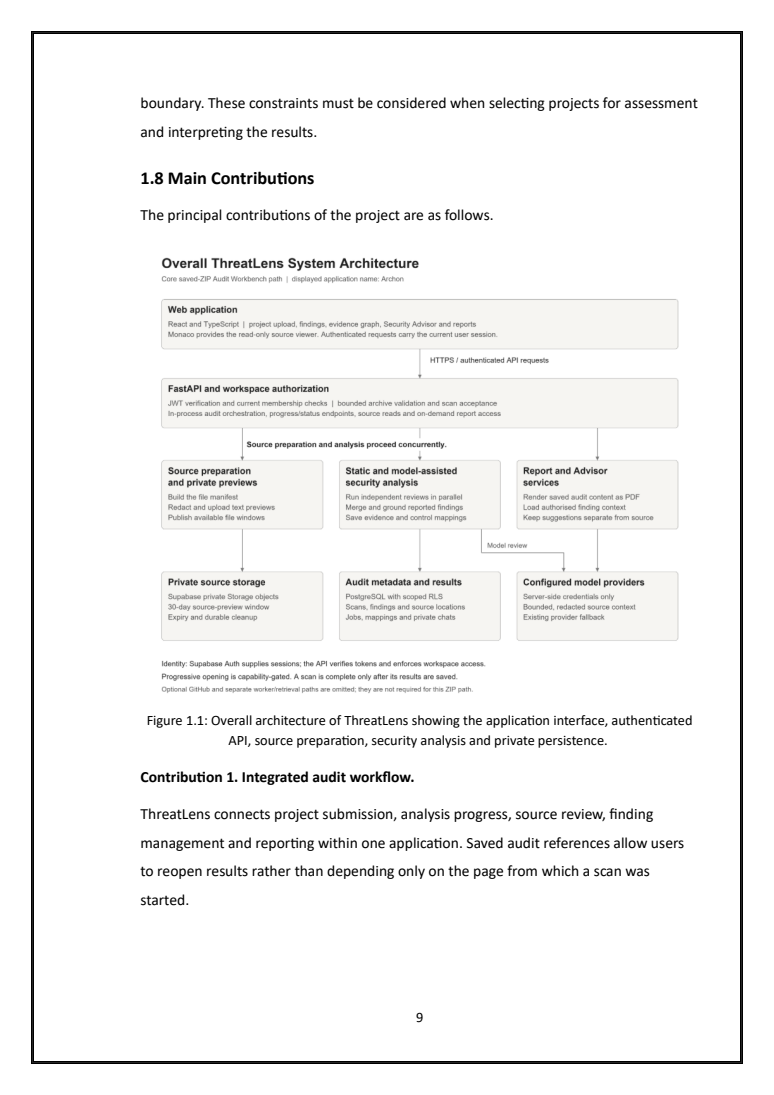 boundary. These constraints must be considered when selecting projects for assessment
and interpreting the results.
1.8 Main Contributions
The principal contributions of the project are as follows.
Overall ThreatLens System Architecture
Core saved-ZIP Audit Workbench path | displayed application name: Archon
Web application
React and TypeScript | project upload, findings, evidence graph, Security Advisor and reports
Monaco provides the read-only source viewer. Authenticated requests carry the current user session.
HTTPS / authenticated API requests
FastAPI and workspace authorization
JWT verification and current membership checks | bounded archive validation and scan acceptance
In-process audit orchestration, progress/status endpoints, source reads and on-demand report access
Source preparation and analysis proceed concurrently.
Source preparation
and private previews
Build the file manifest
Redact and upload text previews
Publish available file windows
Static and model-assisted
security analysis
Run independent reviews in parallel
Merge and ground reported findings
Save evidence and control mappings
Report and Advisor
services
Render saved audit content as PDF
Load authorised finding context
Keep suggestions separate from source
Model review
Private source storage
Supabase private Storage objects
30-day source-preview window
Expiry and durable cleanup
Audit metadata and results
PostgreSQL with scoped RLS
Scans, findings and source locations
Jobs, mappings and private chats
Configured model providers
Server-side credentials only
Bounded, redacted source context
Existing provider fallback
Identity: Supabase Auth supplies sessions; the API verifies tokens and enforces workspace access.
Progressive opening is capability-gated. A scan is complete only after its results are saved.
Optional GitHub and separate worker/retrieval paths are omitted; they are not required for this ZIP path.
Figure 1.1: Overall architecture of ThreatLens showing the application interface, authenticated
API, source preparation, security analysis and private persistence.
Contribution 1. Integrated audit workflow.
ThreatLens connects project submission, analysis progress, source review, finding
management and reporting within one application. Saved audit references allow users
to reopen results rather than depending only on the page from which a scan was
started.
9